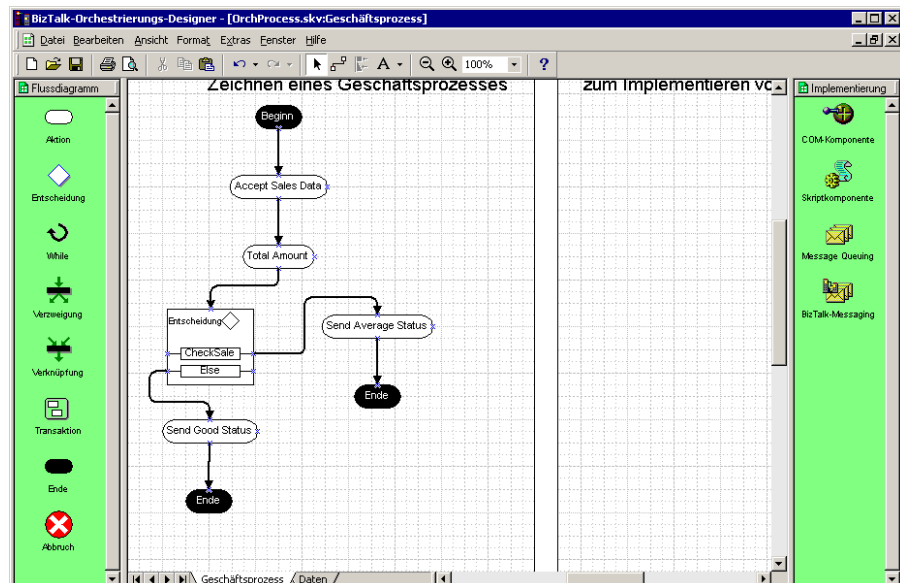 BizTalk-Orchestrierungs-Designer - [OrchProcess.skv:Geschäftsprozess]
Datei Bearbeiten Ansicht Format Extras Fenster Hilfe
A 100% ?
Flussdiagramm
Aktion
Entscheidung
While
Verzweigung
Verknüpfung
Transaktion
Ende
Abbruch
Zeichnen eines Geschäftsprozesses
zum Implementieren
Beginn
Accept Sales Data
Total Amount
Entscheidung
CheckSale
Else
Send Average Status
Ende
Send Good Status
Ende
Geschäftsprozess Daten
Implementierung
COM-Komponente
Skriptkomponente
Message Queuing
BizTalk-Messaging